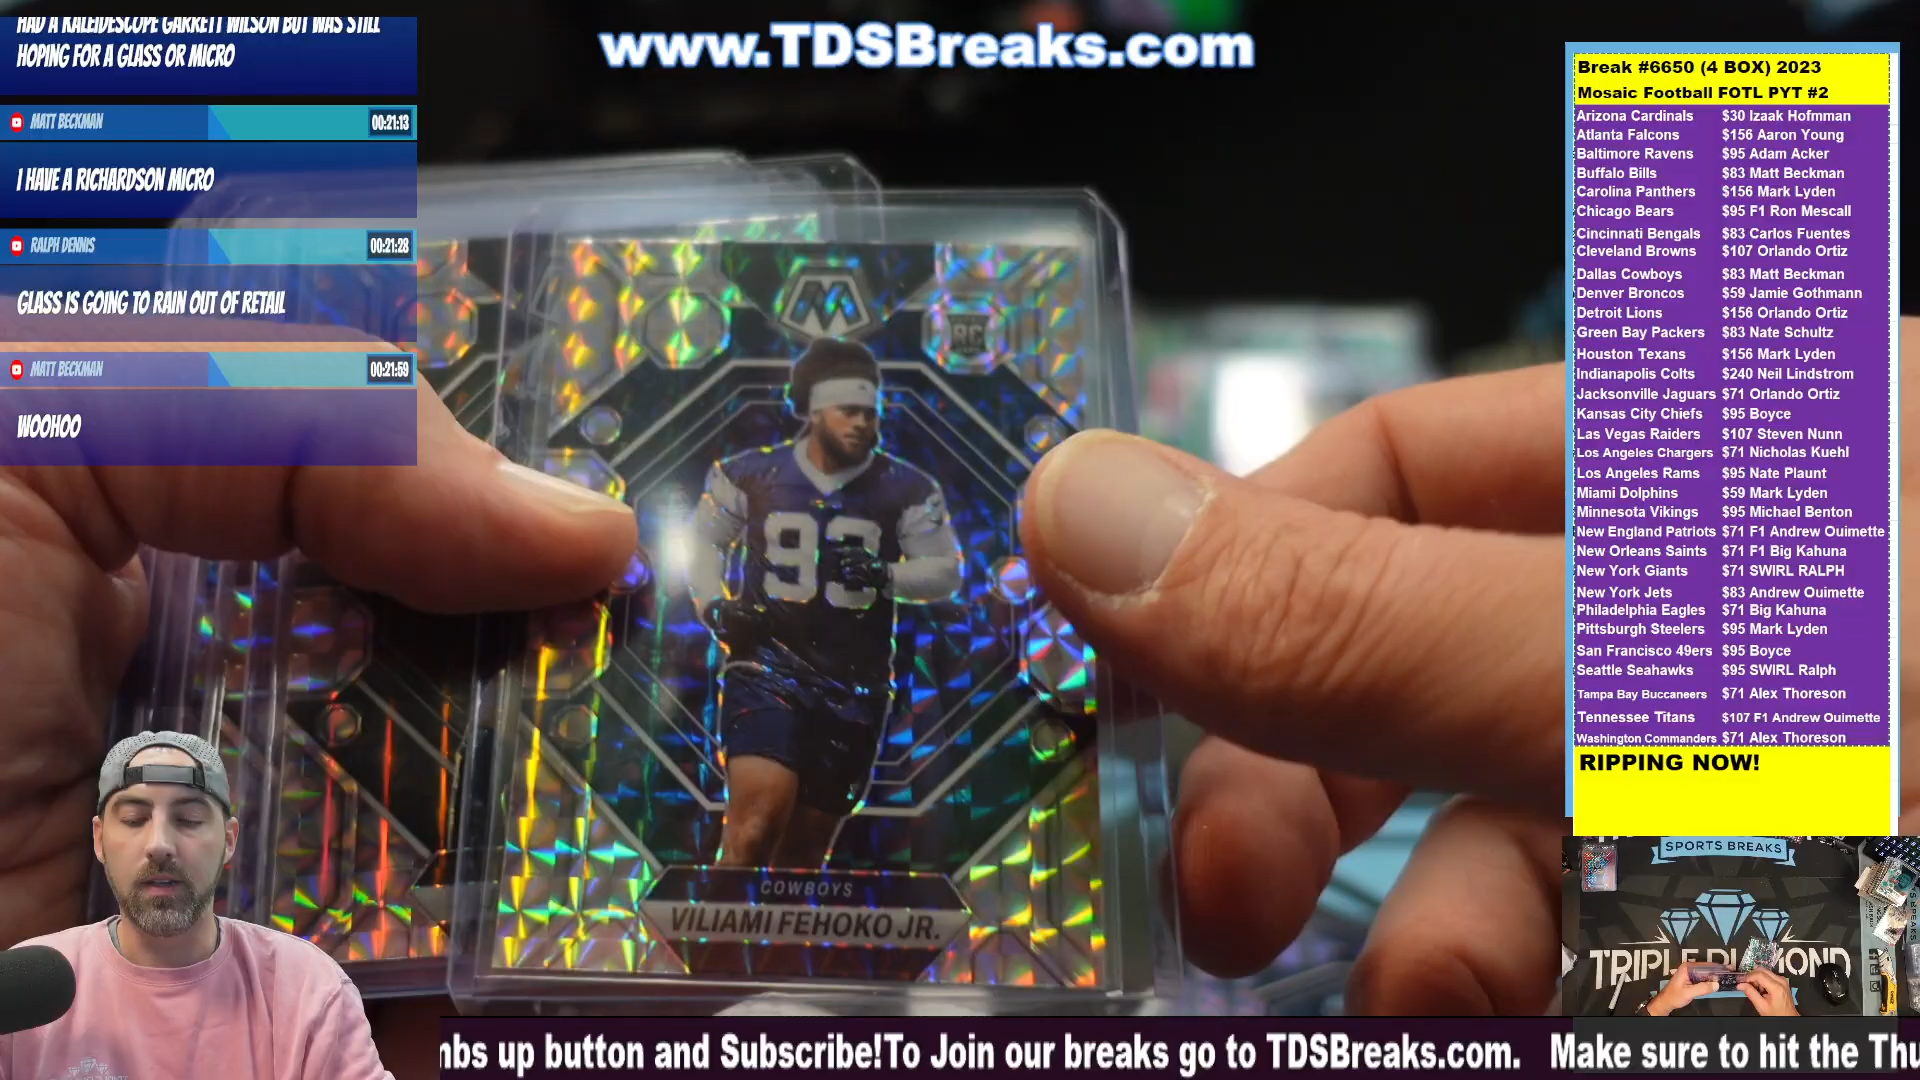 HAD A KALEIDESCOPE GARRETT WILSON BUT WAS STILL
HOPING FOR A GLASS OR MICRO
MATT BECKMAN 00:21:13
I HAVE A RICHARDSON MICRO
RALPH DENNIS 00:21:28
GLASS IS GOING TO RAIN OUT OF RETAIL
MATT BECKMAN 00:21:59
WOOHOO
www.TDSBreaks.com
RC
93
COWBOYS
VILIAMI FEHOKO JR.
Break #6650 (4 BOX) 2023
Mosaic Football FOTL PYT #2
Arizona Cardinals $30 Izaak Hofmman
Atlanta Falcons $156 Aaron Young
Baltimore Ravens $95 Adam Acker
Buffalo Bills $83 Matt Beckman
Carolina Panthers $156 Mark Lyden
Chicago Bears $95 F1 Ron Mescall
Cincinnati Bengals $83 Carlos Fuentes
Cleveland Browns $107 Orlando Ortiz
Dallas Cowboys $83 Matt Beckman
Denver Broncos $59 Jamie Gothmann
Detroit Lions $156 Orlando Ortiz
Green Bay Packers $83 Nate Schultz
Houston Texans $156 Mark Lyden
Indianapolis Colts $240 Neil Lindstrom
Jacksonville Jaguars $71 Orlando Ortiz
Kansas City Chiefs $95 Boyce
Las Vegas Raiders $107 Steven Nunn
Los Angeles Chargers $71 Nicholas Kuehl
Los Angeles Rams $95 Nate Plaunt
Miami Dolphins $59 Mark Lyden
Minnesota Vikings $95 Michael Benton
New England Patriots $71 F1 Andrew Ouimette
New Orleans Saints $71 F1 Big Kahuna
New York Giants $71 SWIRL RALPH
New York Jets $83 Andrew Ouimette
Philadelphia Eagles $71 Big Kahuna
Pittsburgh Steelers $95 Mark Lyden
San Francisco 49ers $95 Boyce
Seattle Seahawks $95 SWIRL Ralph
Tampa Bay Buccaneers $71 Alex Thoreson
Tennessee Titans $107 F1 Andrew Ouimette
Washington Commanders $71 Alex Thoreson
RIPPING NOW!
SPORTS BREAKS
TRIPLE DIAMOND
mbs up button and Subscribe!To Join our breaks go to TDSBreaks.com. Make sure to hit the Thu